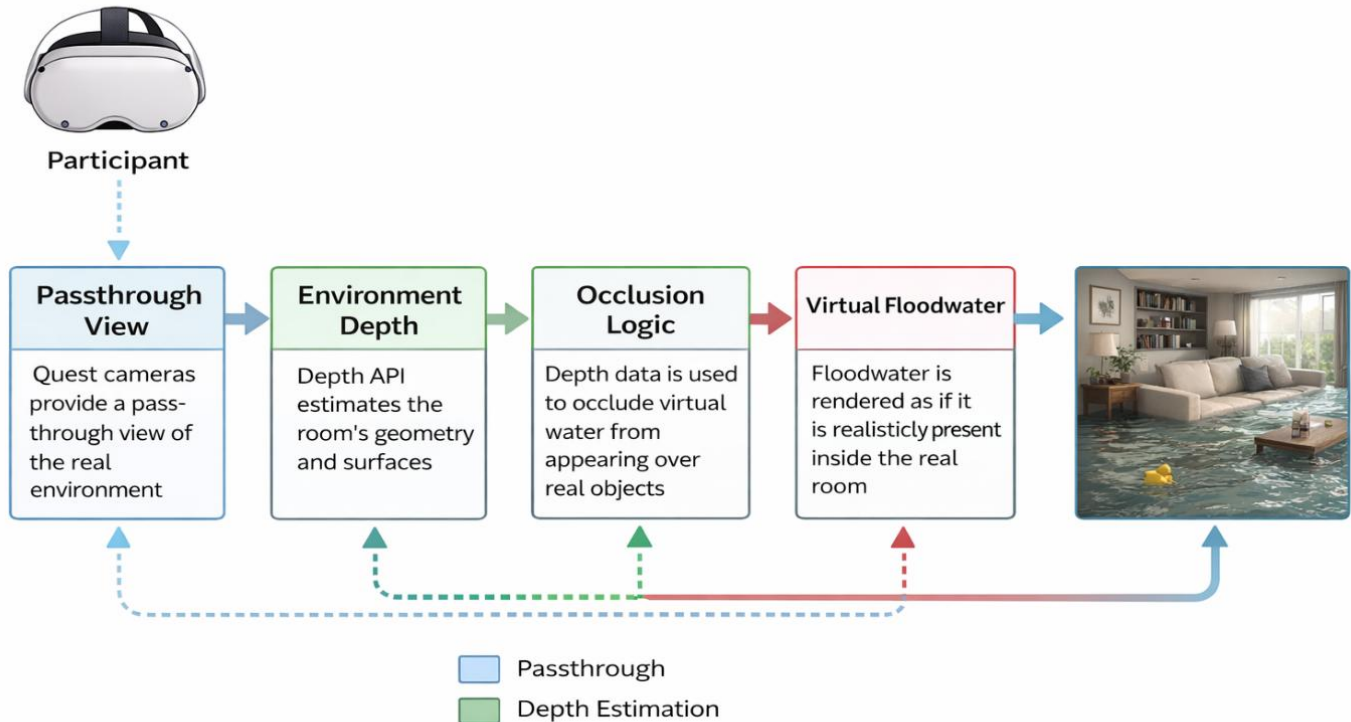 Participant
Passthrough
View
Quest cameras
provide a pass-
through view of
the real
environment
Environment
Depth
Depth API
estimates the
room's geometry
and surfaces
Occlusion
Logic
Depth data is used
to occlude virtual
water from
appearing over
real objects
Virtual Floodwater
Floodwater is
rendered as if it
is realisticly present
inside the real
room
Passthrough
Depth Estimation